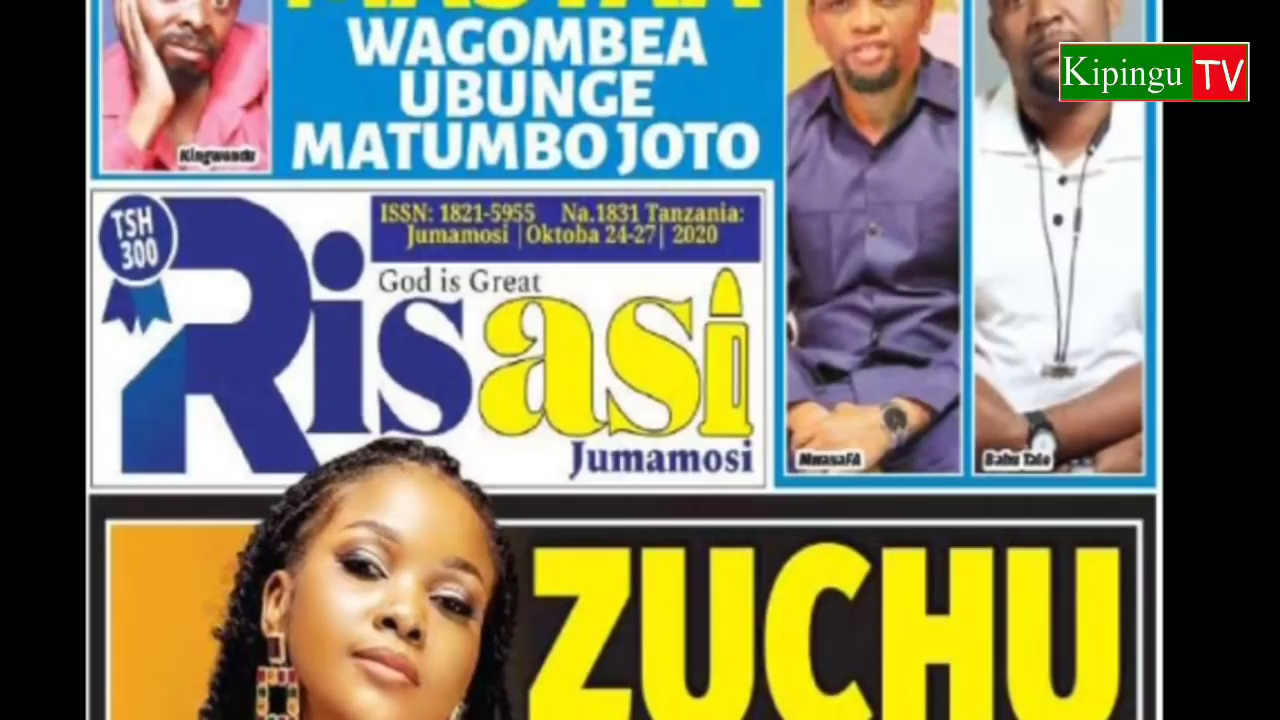 WAGOMBEA
UBUNGE
MATUMBO JOTO
Kingwendu
Kipingu TV
TSH
300
ISSN: 1821-5955 Na.1831 Tanzania:
Jumamosi | Oktoba 24-27 | 2020
God is Great
Risasi
Jumamosi
MwanaFA
Babu Tale
ZUCHU